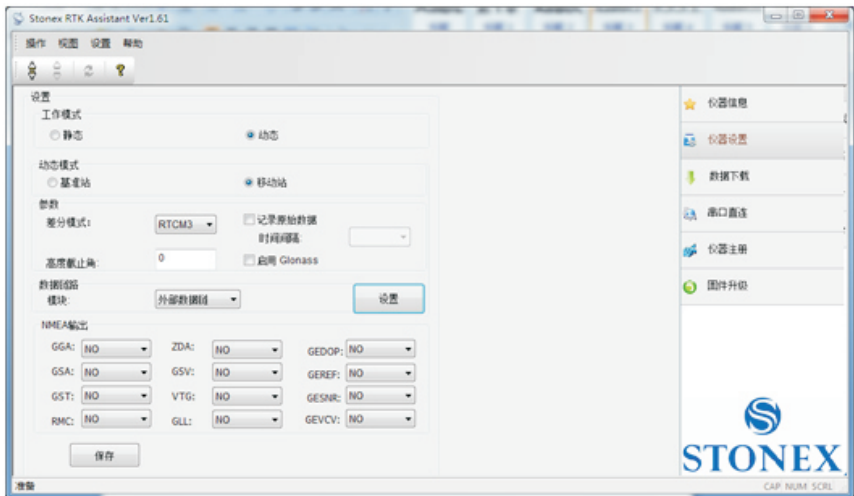 Stonex RTK Assistant Ver1.61
操作 视图 设置 帮助
设置
工作模式
静态 动态
动态模式
基准站 移动站
参数
差分模式: RTCM3 记录原始数据
时间间隔:
高度截止角: 0 启用 Glonass
数据链路
模块: 外部数据链 设置
NMEA输出
GGA: NO ZDA: NO GEDOP: NO
GSA: NO GSV: NO GEREF: NO
GST: NO VTG: NO GESNR: NO
RMC: NO GLL: NO GEVCV: NO
保存
仪器信息
仪器设置
数据下载
串口直连
仪器注册
固件升级
STONEX
准备 CAP NUM SCRL